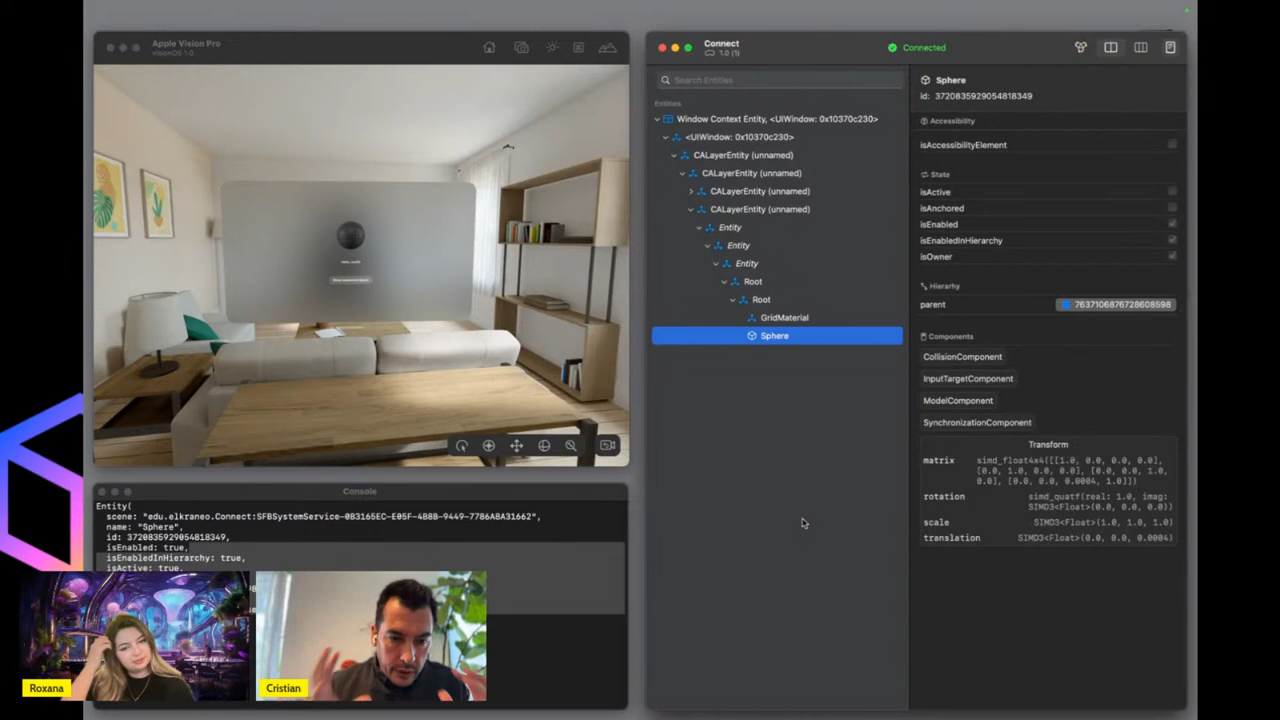 Apple Vision Pro
visionOS 1.0
Connect
1.0 (1)
Connected
Search Entities
Entities
Window Context Entity, <UIWindow: 0x10370c230>
<UIWindow: 0x10370c230>
CALayerEntity (unnamed)
CALayerEntity (unnamed)
CALayerEntity (unnamed)
CALayerEntity (unnamed)
Entity
Entity
Entity
Root
Root
GridMaterial
Sphere
Sphere
id: 3720835929054818349
Accessibility
isAccessibilityElement
State
isActive
isAnchored
isEnabled
isEnabledInHierarchy
isOwner
Hierarchy
parent 7637106876728608598
Components
CollisionComponent
InputTargetComponent
ModelComponent
SynchronizationComponent
Transform
matrix simd_float4x4([[1.0, 0.0, 0.0, 0.0],
[0.0, 1.0, 0.0, 0.0], [0.0, 0.0, 1.0,
0.0], [0.0, 0.0, 0.0004, 1.0]])
rotation simd_quatf(real: 1.0, imag:
SIMD3<Float>(0.0, 0.0, 0.0))
scale SIMD3<Float>(1.0, 1.0, 1.0)
translation SIMD3<Float>(0.0, 0.0, 0.0004)
Console
Entity(
scene: "edu.elkraneo.Connect:SFBSystemService-0B3165EC-E05F-4B8B-9449-7786A8A31662",
name: "Sphere",
id: 3720835929054818349,
isEnabled: true,
isEnabledInHierarchy: true,
isActive: true,
Roxana
Cristian